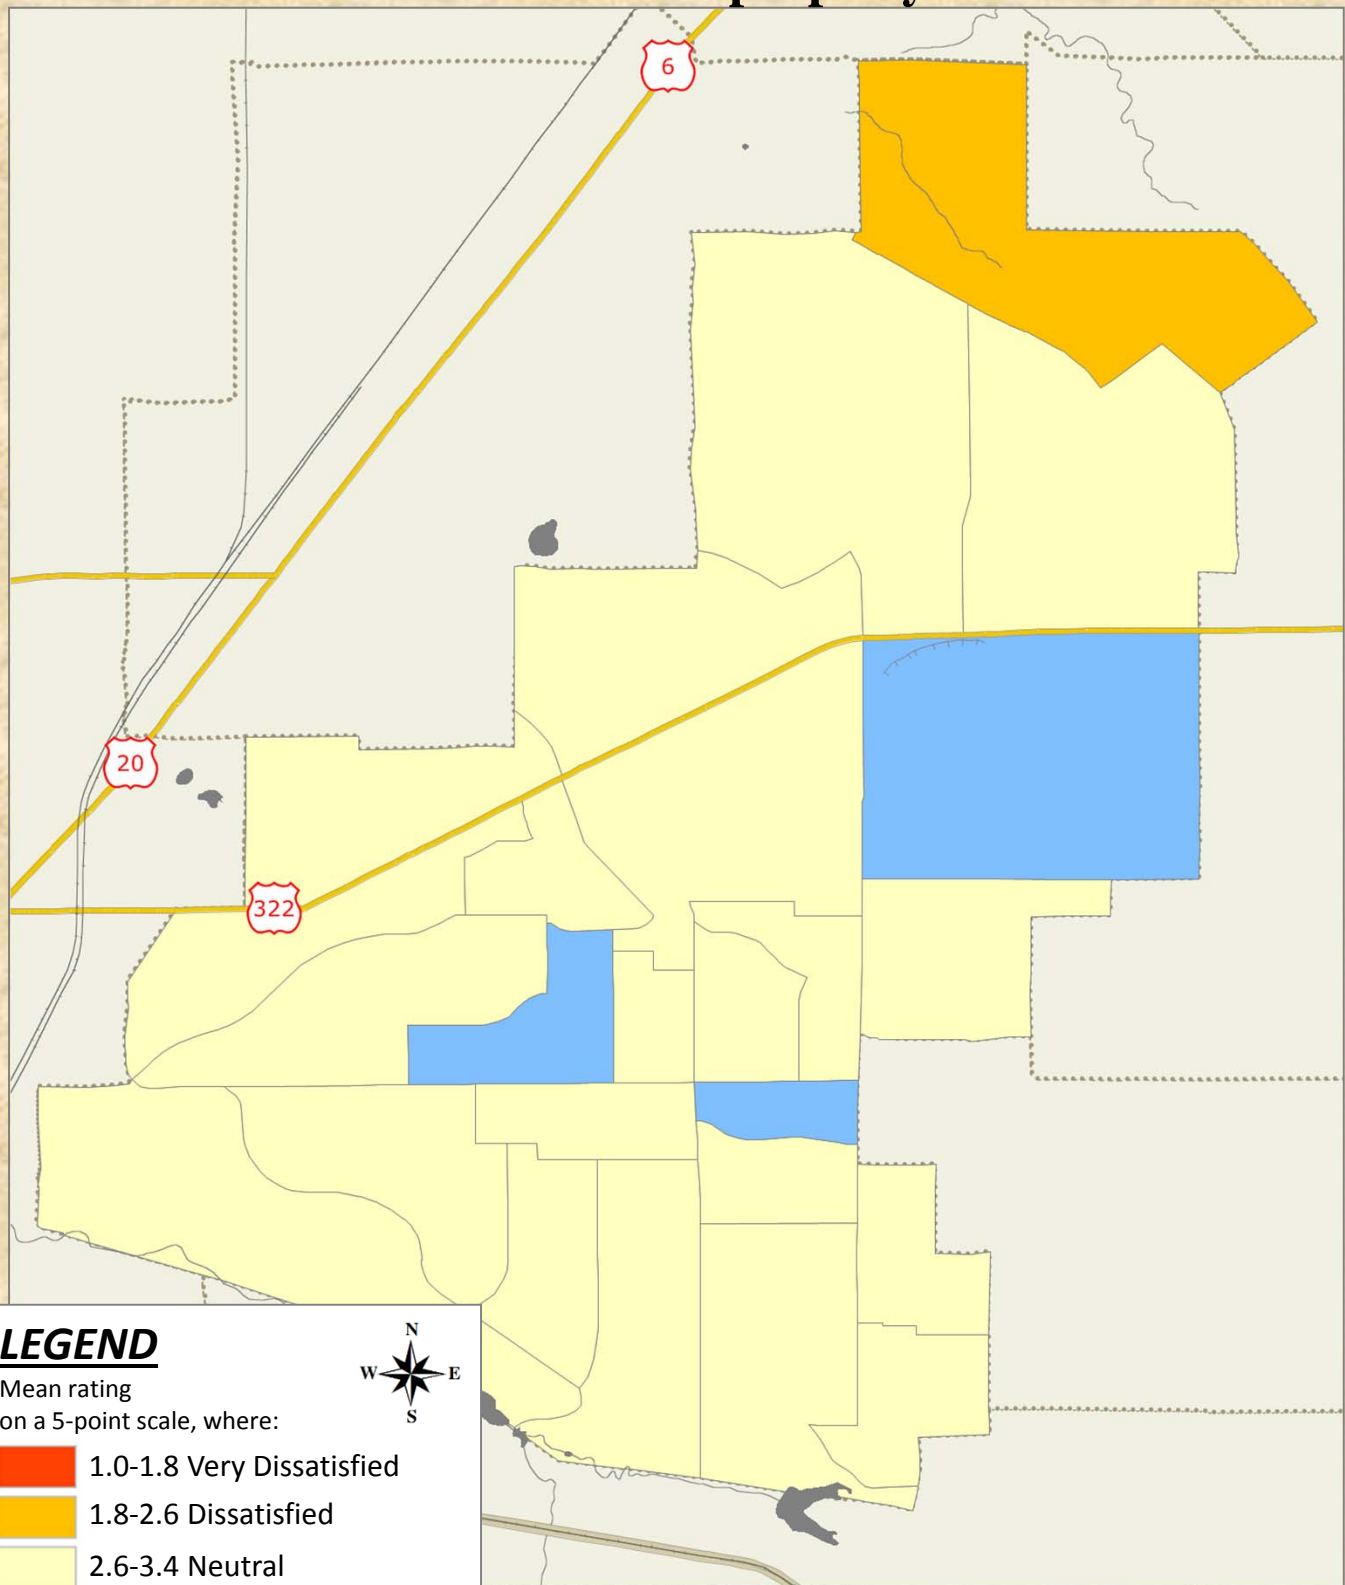 6
20
322
LEGEND
N
W E
S
Mean rating
on a 5-point scale, where:
1.0-1.8 Very Dissatisfied
1.8-2.6 Dissatisfied
2.6-3.4 Neutral